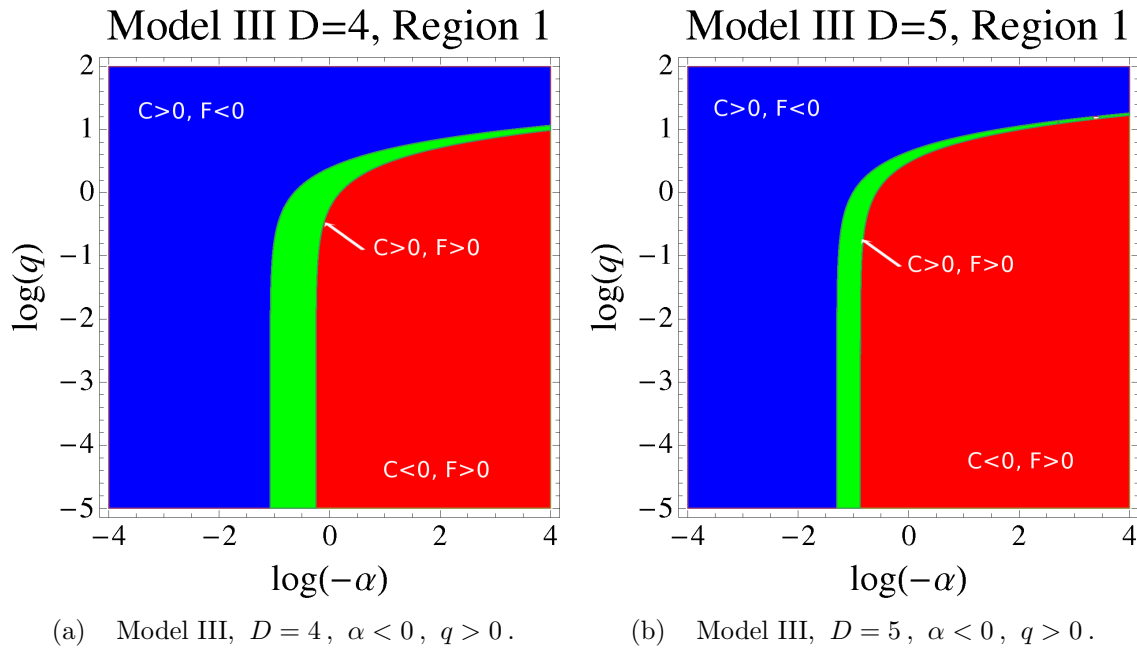 Model III D=4, Region 1
2
1
0
−1
−2
−3
−4
−5
log(q)
C>0, F<0
C>0, F>0
C<0, F>0
−4 −2 0 2 4
log(−α)
(a) Model III, D = 4 , α < 0 , q > 0 .
Model III D=5, Region 1
2
1
0
−1
−2
−3
−4
−5
log(q)
C>0, F<0
C>0, F>0
C<0, F>0
−4 −2 0 2 4
log(−α)
(b) Model III, D = 5 , α < 0 , q > 0 .